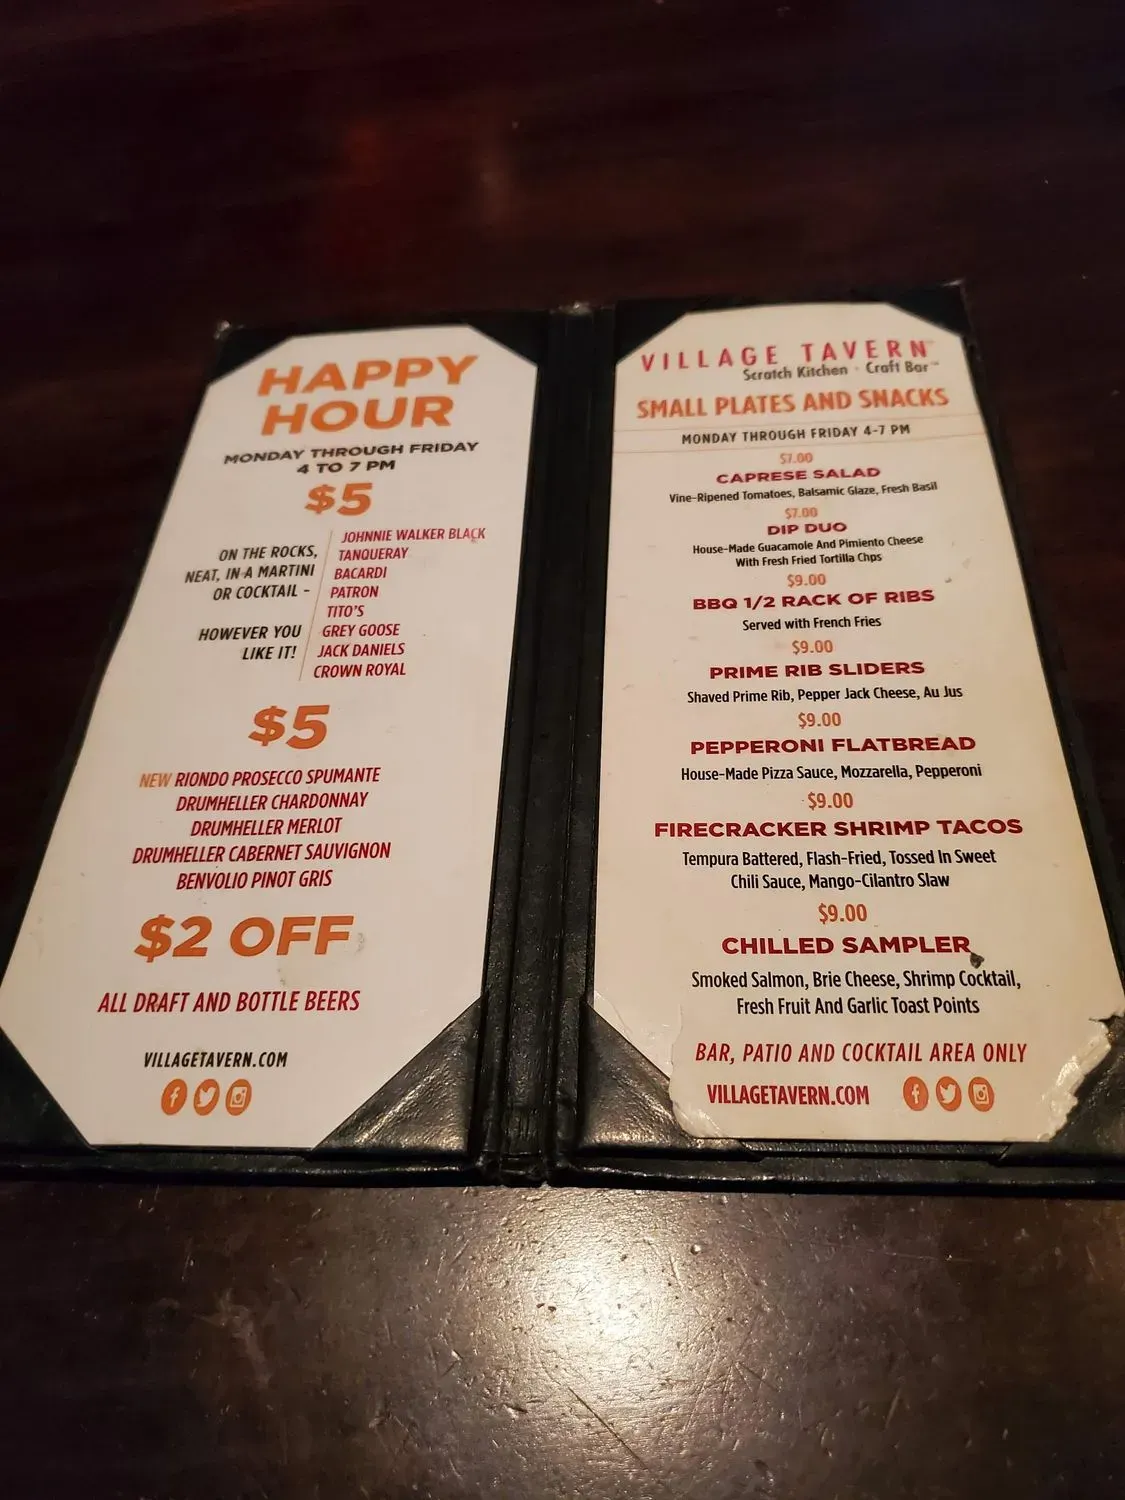 HAPPY
HOUR
MONDAY THROUGH FRIDAY
4 TO 7 PM
$5
ON THE ROCKS,
NEAT, IN A MARTINI
OR COCKTAIL -
HOWEVER YOU
LIKE IT!
JOHNNIE WALKER BLACK
TANQUERAY
BACARDI
PATRON
TITO'S
GREY GOOSE
JACK DANIELS
CROWN ROYAL
$5
NEW RIONDO PROSECCO SPUMANTE
DRUMHELLER CHARDONNAY
DRUMHELLER MERLOT
DRUMHELLER CABERNET SAUVIGNON
BENVOLIO PINOT GRIS
$2 OFF
ALL DRAFT AND BOTTLE BEERS
VILLAGETAVERN.COM
VILLAGE TAVERN™
Scratch Kitchen · Craft Bar™
SMALL PLATES AND SNACKS
MONDAY THROUGH FRIDAY 4-7 PM
$7.00
CAPRESE SALAD
Vine-Ripened Tomatoes, Balsamic Glaze, Fresh Basil
$7.00
DIP DUO
House-Made Guacamole And Pimiento Cheese
With Fresh Fried Tortilla Chps
$9.00
BBQ 1/2 RACK OF RIBS
Served with French Fries
$9.00
PRIME RIB SLIDERS
Shaved Prime Rib, Pepper Jack Cheese, Au Jus
$9.00
PEPPERONI FLATBREAD
House-Made Pizza Sauce, Mozzarella, Pepperoni
$9.00
FIRECRACKER SHRIMP TACOS
Tempura Battered, Flash-Fried, Tossed In Sweet
Chili Sauce, Mango-Cilantro Slaw
$9.00
CHILLED SAMPLER
Smoked Salmon, Brie Cheese, Shrimp Cocktail,
Fresh Fruit And Garlic Toast Points
BAR, PATIO AND COCKTAIL AREA ONLY
VILLAGETAVERN.COM